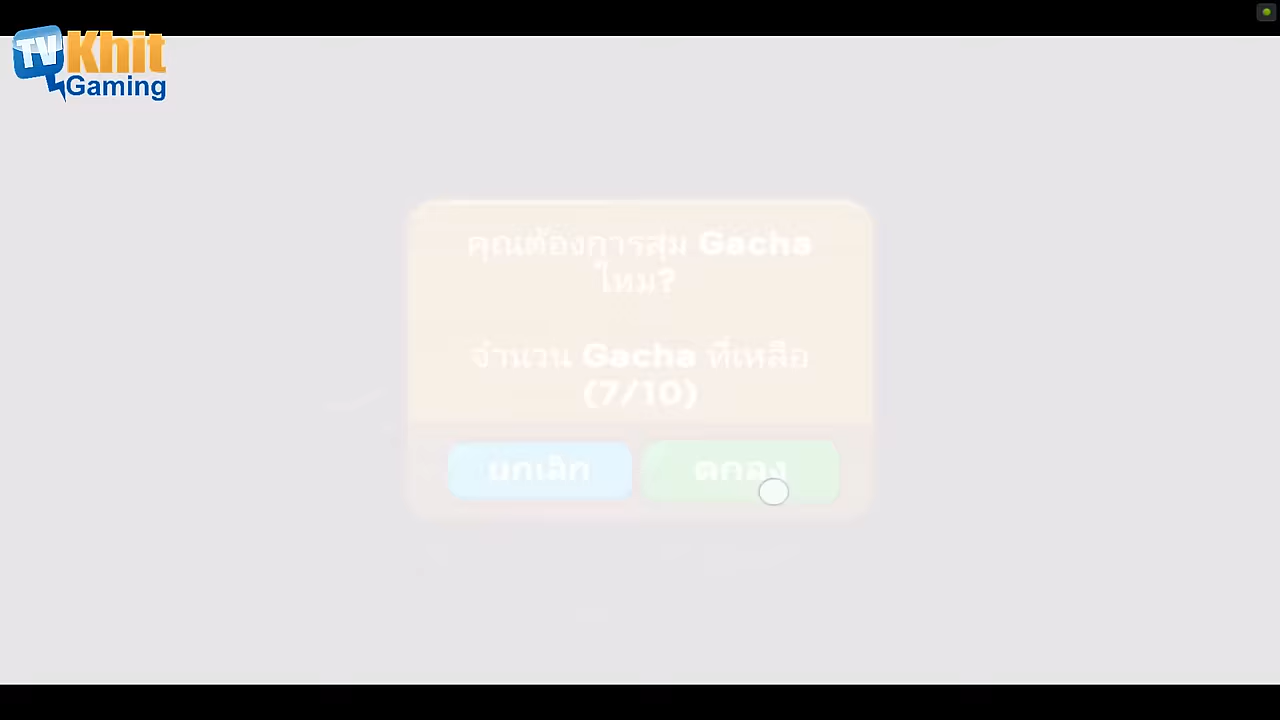 TV Khit
Gaming
คุณต้องการสุ่ม Gacha
ไหม?
จำนวน Gacha ที่เหลือ
(7/10)
ยกเลิก
ตกลง